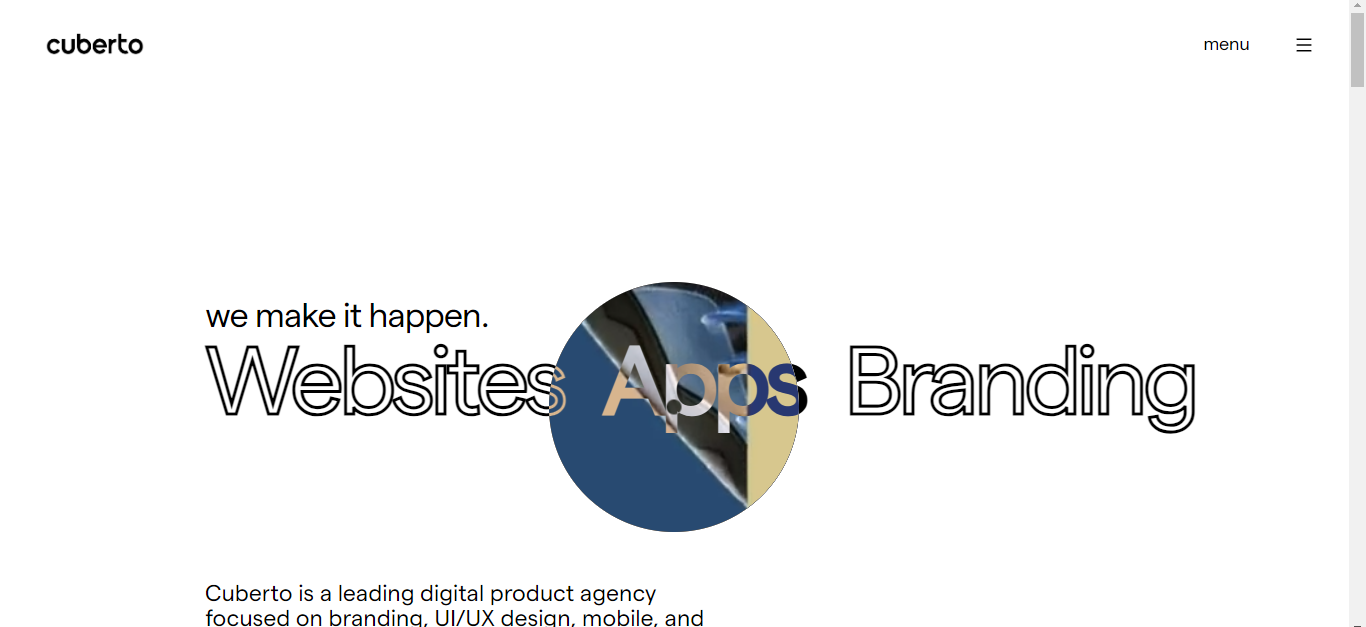 cuberto
menu
we make it happen.
Websites Apps Branding
Cuberto is a leading digital product agency
focused on branding, UI/UX design, mobile, and